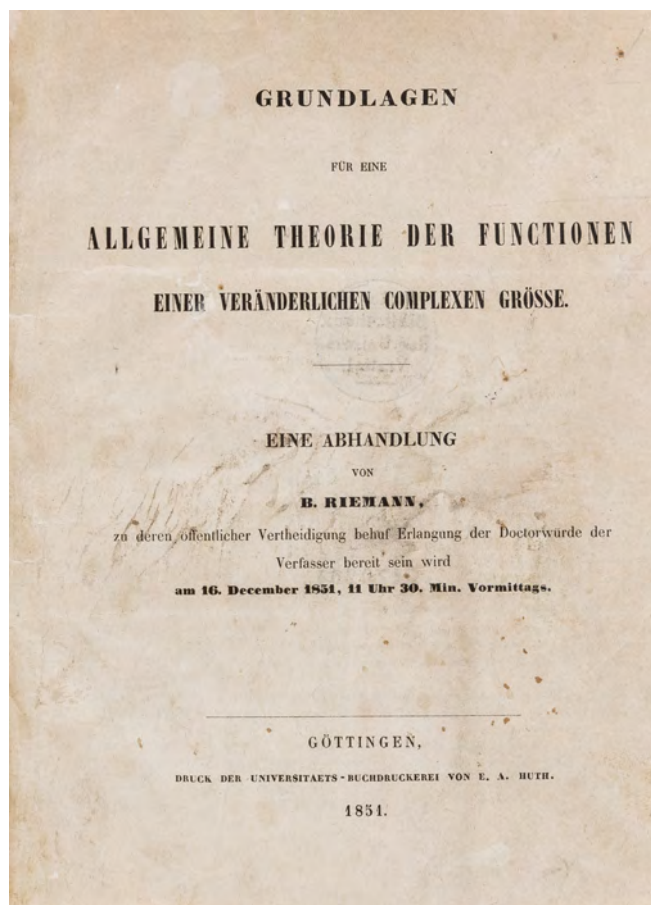 GRUNDLAGEN
FÜR EINE
ALLGEMEINE THEORIE DER FUNCTIONEN
EINER VERÄNDERLICHEN COMPLEXEN GRÖSSE.
EINE ABHANDLUNG
VON
B. RIEMANN,
zu deren öffentlicher Vertheidigung behuf Erlangung der Doctorwürde der
Verfasser bereit sein wird
am 16. December 1851, 11 Uhr 30. Min. Vormittags.
GÖTTINGEN,
DRUCK DER UNIVERSITAETS-BUCHDRUCKEREI VON E. A. HUTH.
1851.